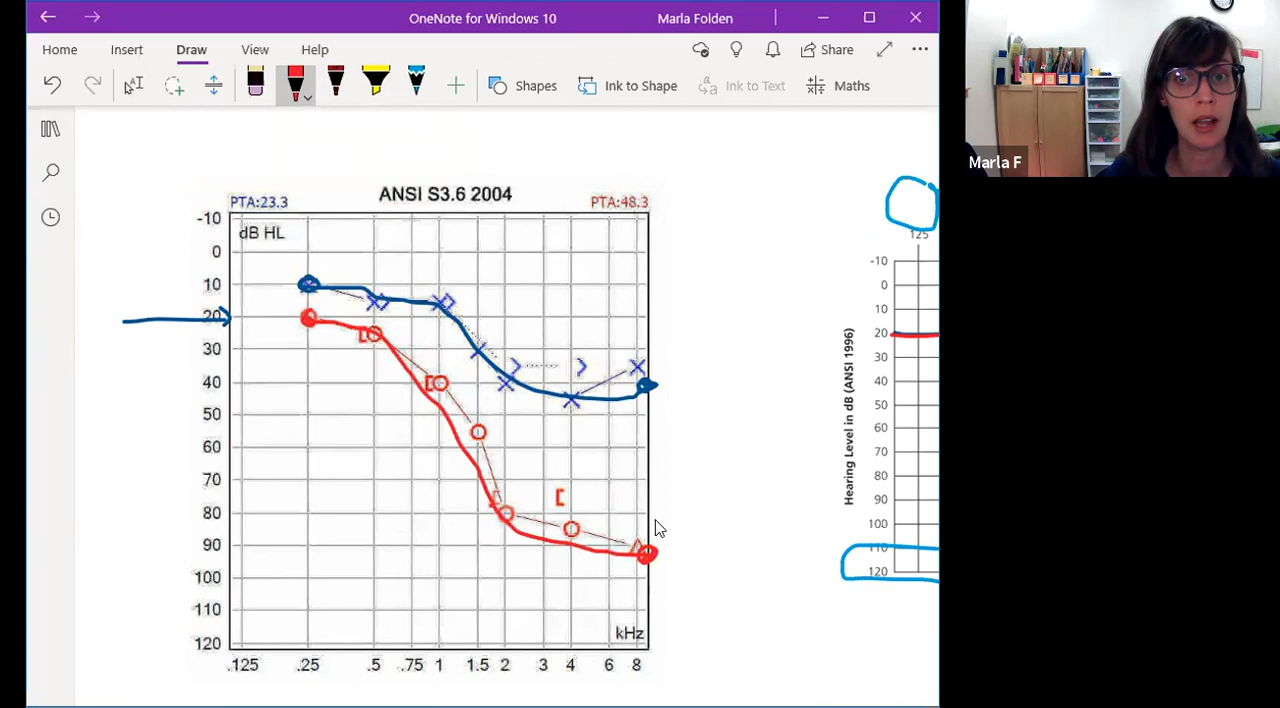 OneNote for Windows 10
Marla Folden
Home Insert Draw View Help
Share
Shapes
Ink to Shape
Ink to Text
Maths
Marla F
ANSI S3.6 2004
PTA:23.3
PTA:48.3
dB HL
-10
0
10
20
30
40
50
60
70
80
90
100
110
120
kHz
.125 .25 .5 .75 1 1.5 2 3 4 6 8
125
Hearing Level in dB (ANSI 1996)
-10
0
10
20
30
40
50
60
70
80
90
100
110
120